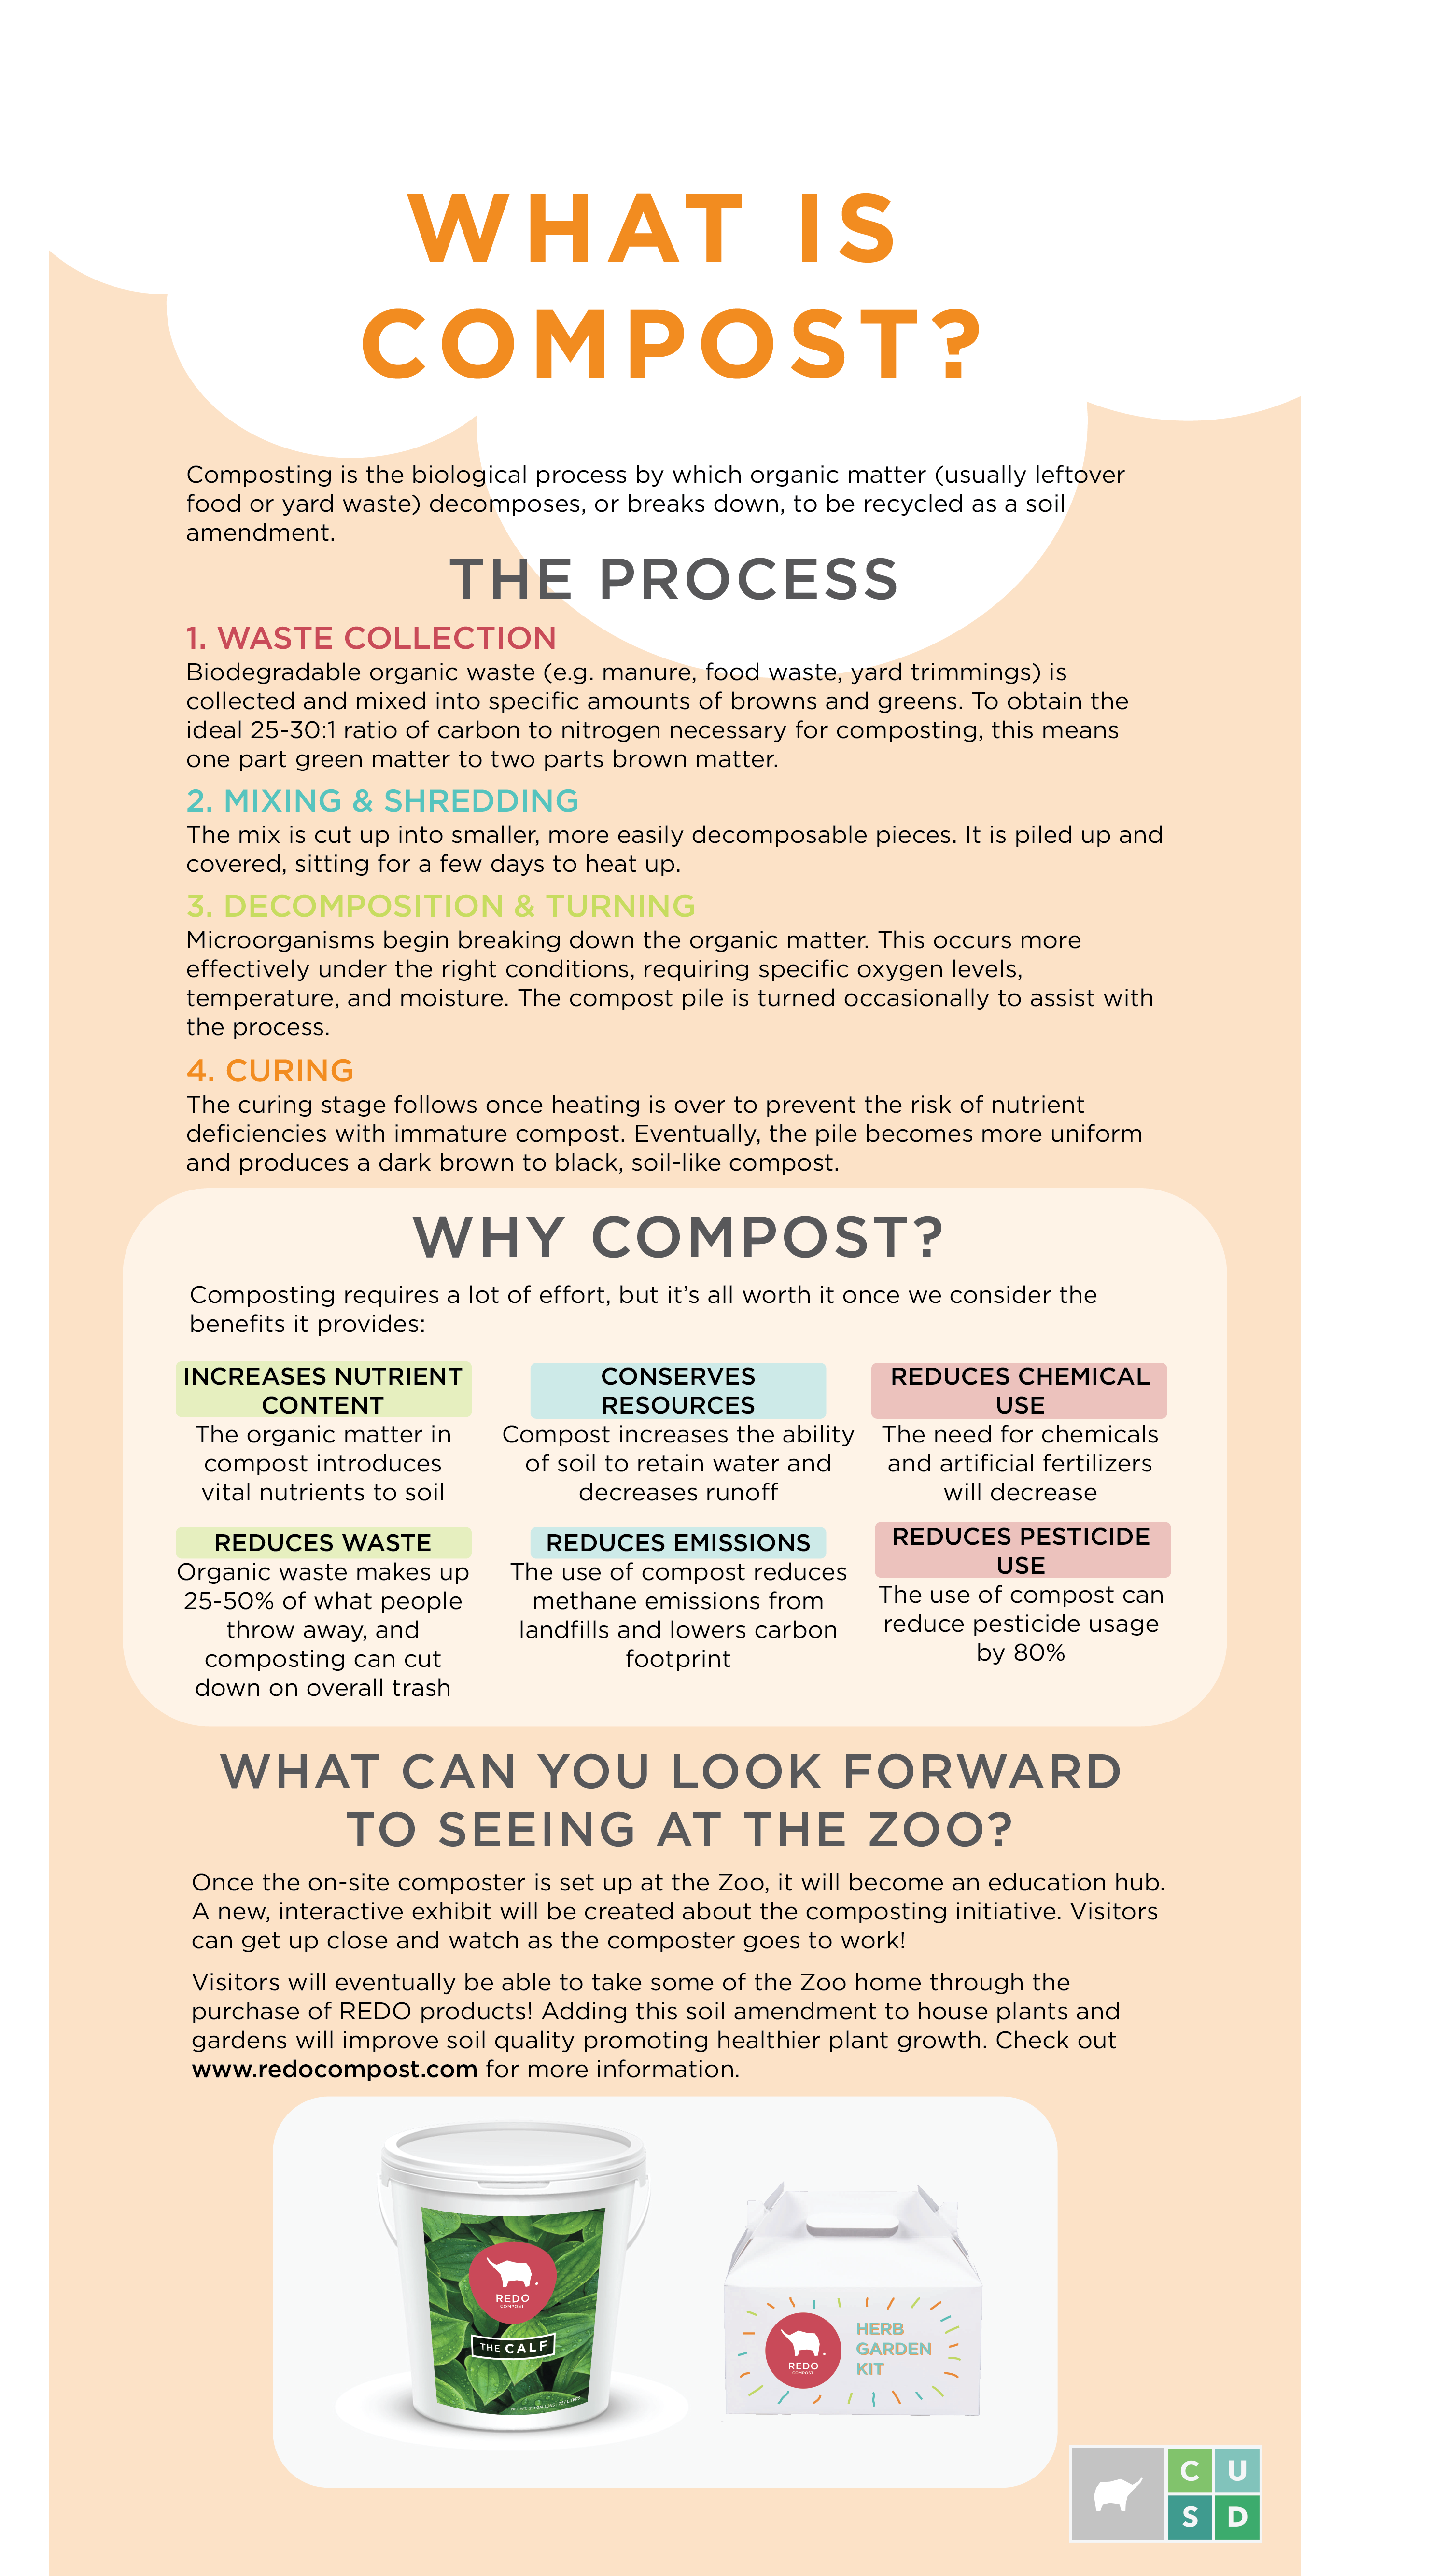 WHAT IS
COMPOST?
Composting is the biological process by which organic matter (usually leftover
food or yard waste) decomposes, or breaks down, to be recycled as a soil
amendment.
THE PROCESS
1. WASTE COLLECTION
Biodegradable organic waste (e.g. manure, food waste, yard trimmings) is
collected and mixed into specific amounts of browns and greens. To obtain the
ideal 25-30:1 ratio of carbon to nitrogen necessary for composting, this means
one part green matter to two parts brown matter.
2. MIXING & SHREDDING
The mix is cut up into smaller, more easily decomposable pieces. It is piled up and
covered, sitting for a few days to heat up.
3. DECOMPOSITION & TURNING
Microorganisms begin breaking down the organic matter. This occurs more
effectively under the right conditions, requiring specific oxygen levels,
temperature, and moisture. The compost pile is turned occasionally to assist with
the process.
4. CURING
The curing stage follows once heating is over to prevent the risk of nutrient
deficiencies with immature compost. Eventually, the pile becomes more uniform
and produces a dark brown to black, soil-like compost.
WHY COMPOST?
Composting requires a lot of effort, but it’s all worth it once we consider the
benefits it provides:
INCREASES NUTRIENT
CONTENT
The organic matter in
compost introduces
vital nutrients to soil
CONSERVES
RESOURCES
Compost increases the ability
of soil to retain water and
decreases runoff
REDUCES CHEMICAL
USE
The need for chemicals
and artificial fertilizers
will decrease
REDUCES WASTE
Organic waste makes up
25-50% of what people
throw away, and
composting can cut
down on overall trash
REDUCES EMISSIONS
The use of compost reduces
methane emissions from
landfills and lowers carbon
footprint
REDUCES PESTICIDE
USE
The use of compost can
reduce pesticide usage
by 80%
WHAT CAN YOU LOOK FORWARD
TO SEEING AT THE ZOO?
Once the on-site composter is set up at the Zoo, it will become an education hub.
A new, interactive exhibit will be created about the composting initiative. Visitors
can get up close and watch as the composter goes to work!
Visitors will eventually be able to take some of the Zoo home through the
purchase of REDO products! Adding this soil amendment to house plants and
gardens will improve soil quality promoting healthier plant growth. Check out
www.redocompost.com for more information.
REDO
COMPOST
THE CALF
REDO
COMPOST
HERB
GARDEN
KIT
C U
S D